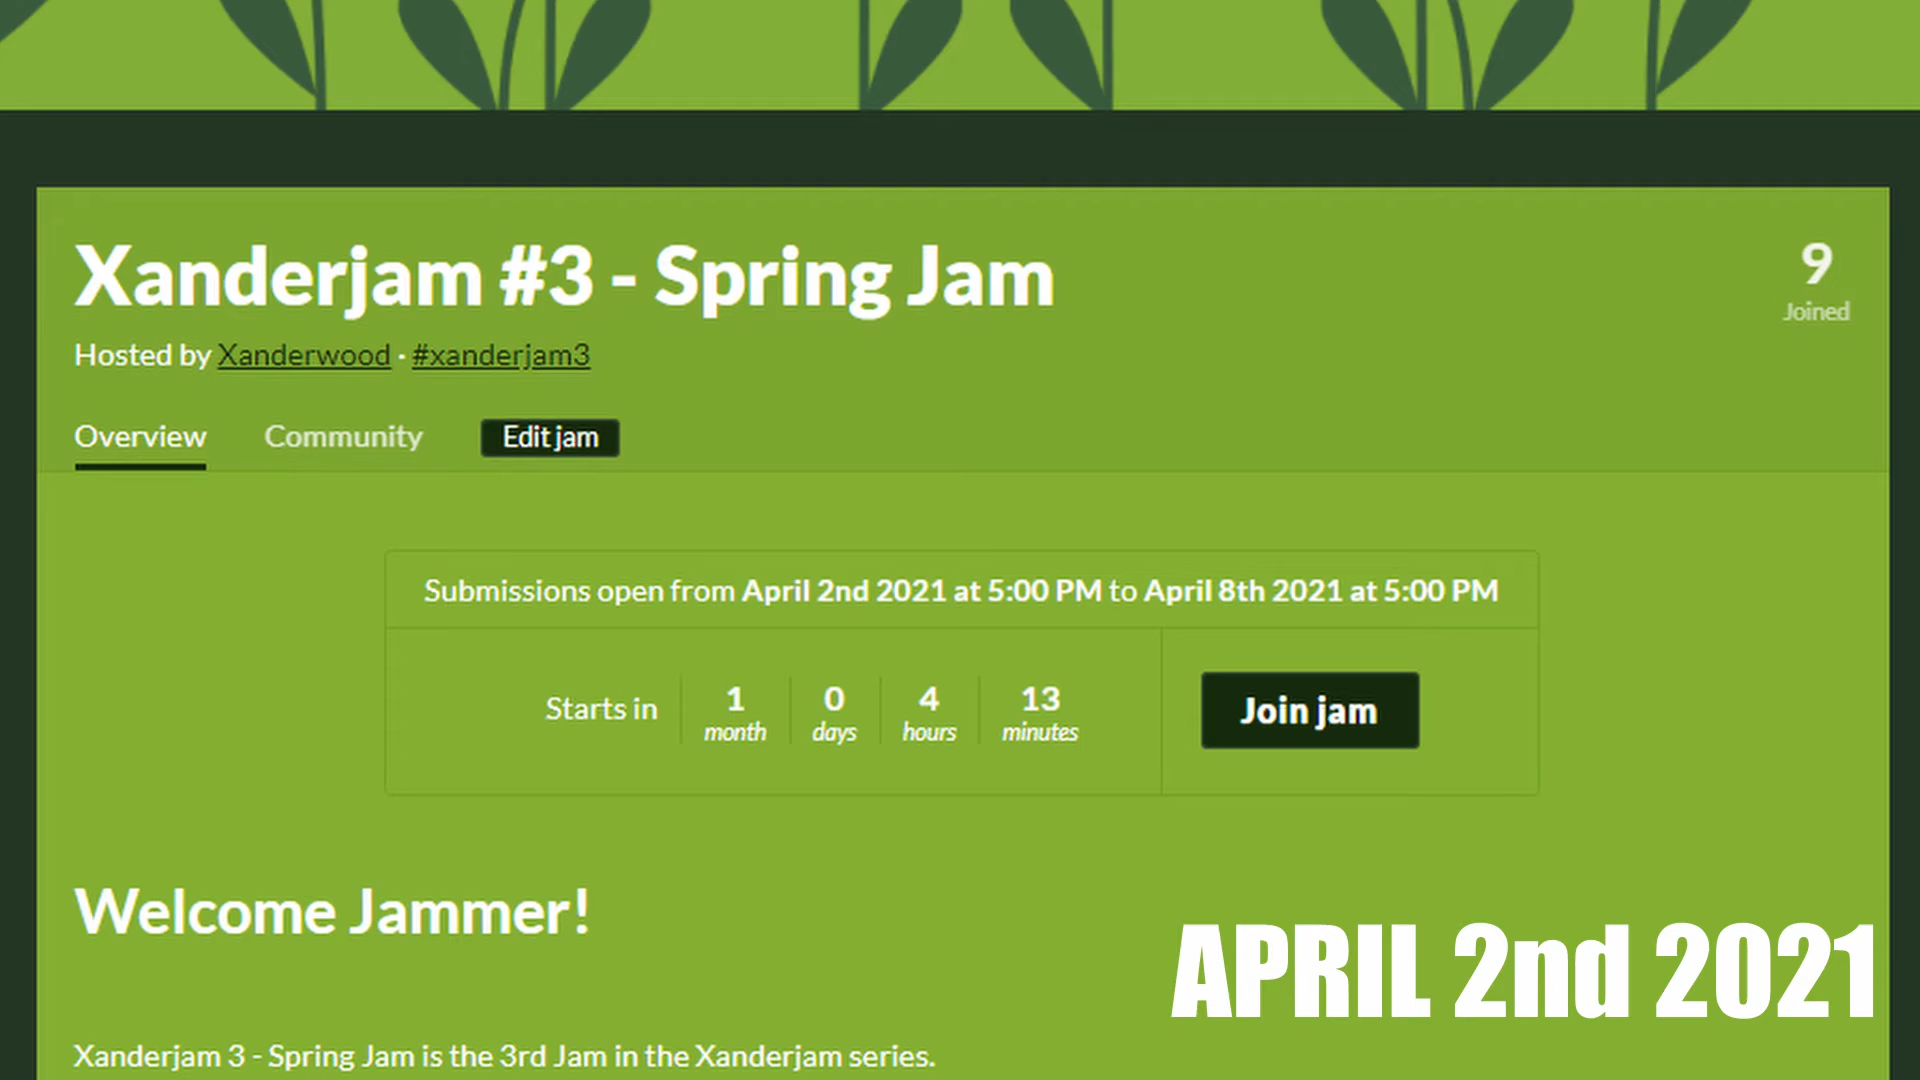 Xanderjam #3 - Spring Jam
9
Joined
Hosted by Xanderwood · #xanderjam3
Overview Community Edit jam
Submissions open from April 2nd 2021 at 5:00 PM to April 8th 2021 at 5:00 PM
Starts in 1 month 0 days 4 hours 13 minutes
Join jam
Welcome Jammer!
APRIL 2nd 2021
Xanderjam 3 - Spring Jam is the 3rd Jam in the Xanderjam series.